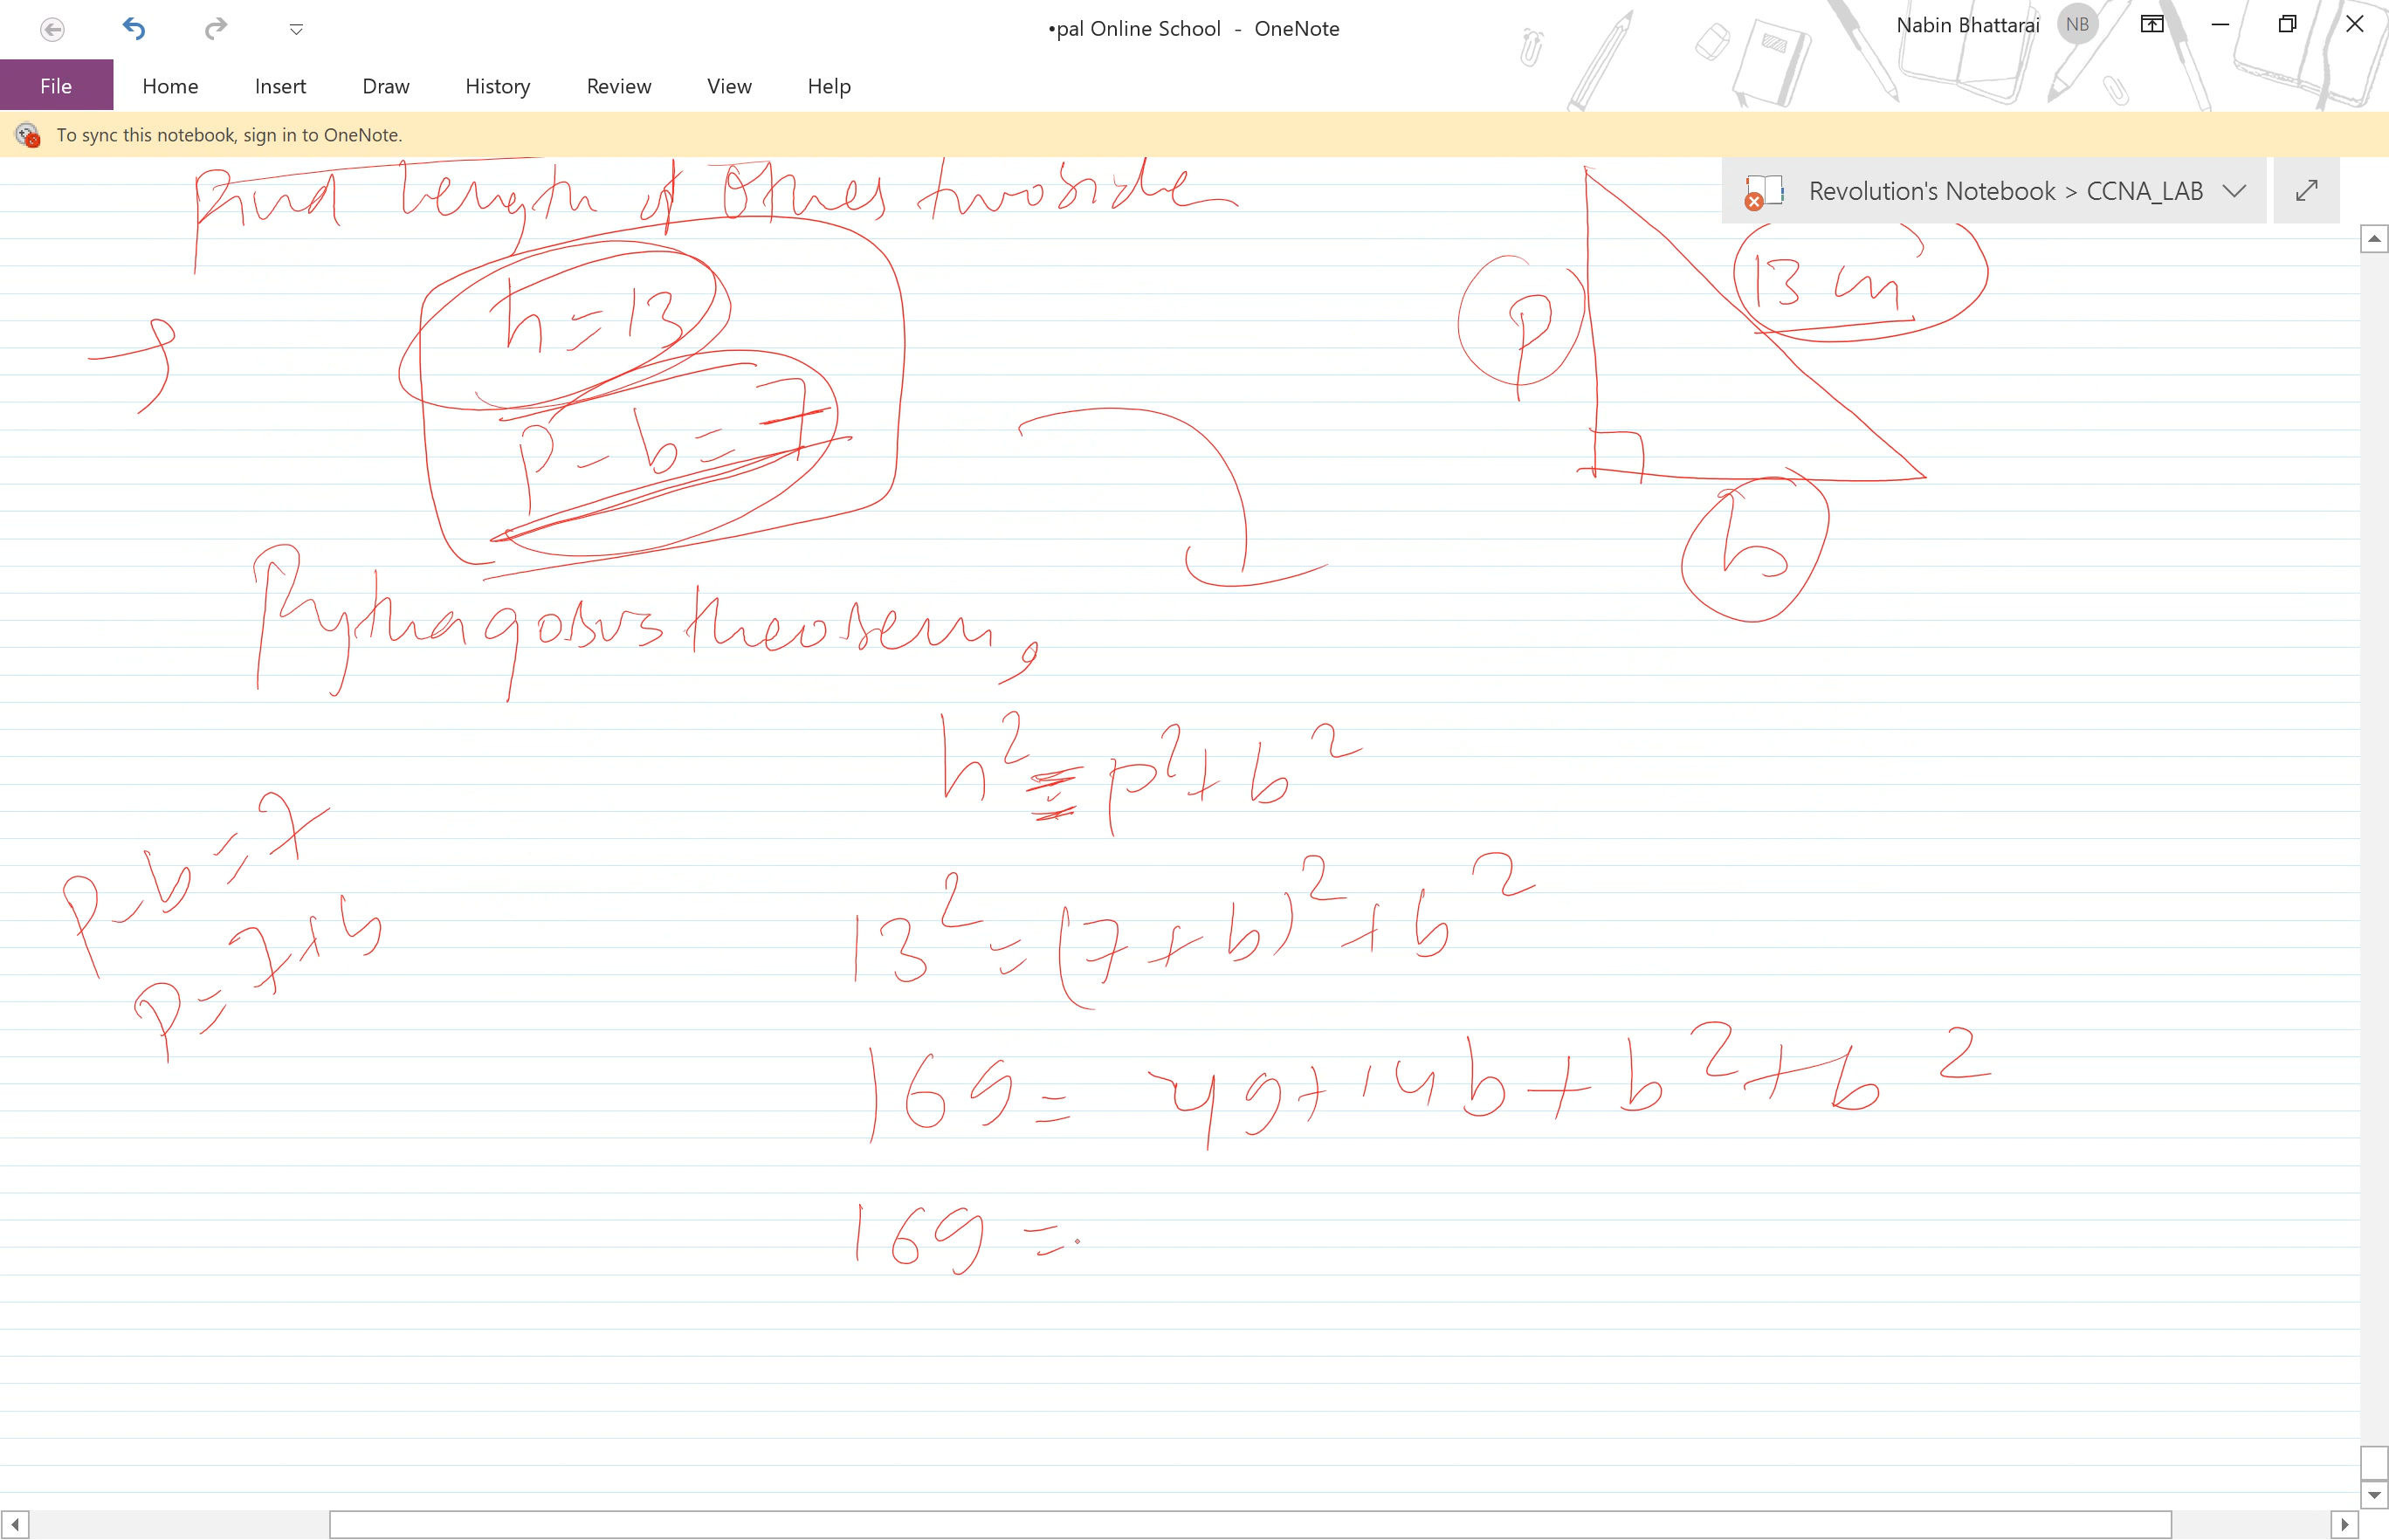 •pal Online School - OneNote
Nabin Bhattarai NB
File Home Insert Draw History Review View Help
To sync this notebook, sign in to OneNote.
Revolution's Notebook > CCNA_LAB
Find length of other two side
13 m
h = 13
p
p - b = 7
b
Pythagorus theorem,
h² = p² + b²
p - b = 7
p = 7 + b
13² = (7 + b)² + b²
169 = 49 + 14b + b² + b²
169 =